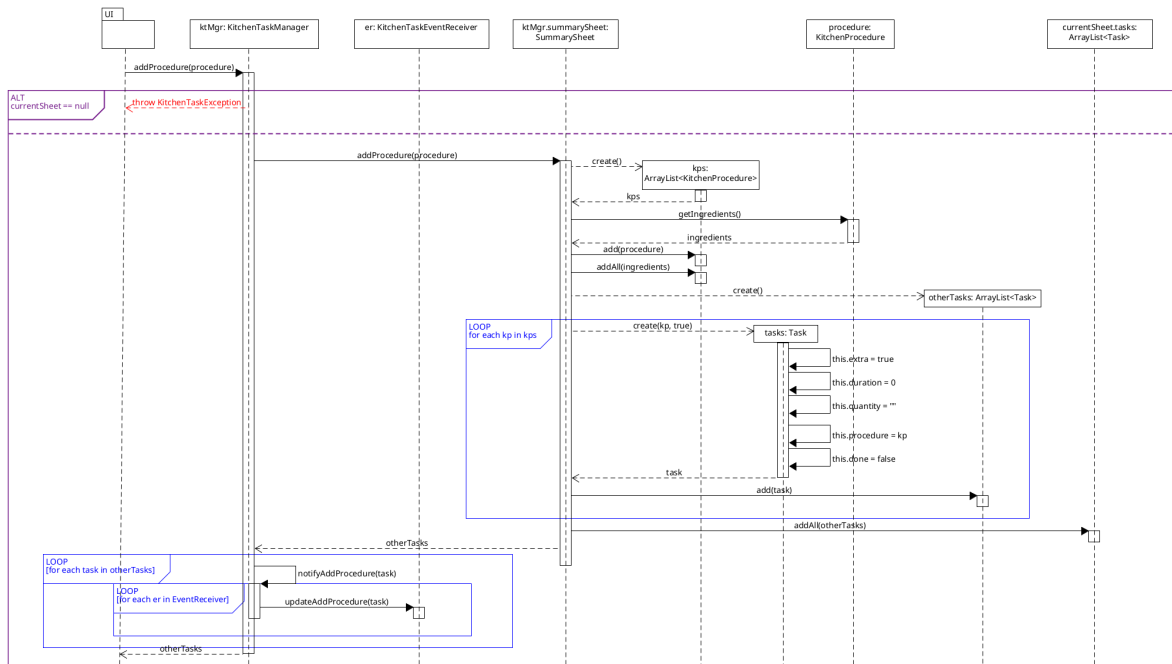 UI
ktMgr: KitchenTaskManager
er: KitchenTaskEventReceiver
ktMgr.summarySheet:
SummarySheet
procedure:
KitchenProcedure
currentSheet.tasks:
ArrayList<Task>
addProcedure(procedure)
ALT
currentSheet == null
throw KitchenTaskException
addProcedure(procedure)
create()
kps:
ArrayList<KitchenProcedure>
kps
getIngredients()
ingredients
add(procedure)
addAll(ingredients)
create()
otherTasks: ArrayList<Task>
LOOP
for each kp in kps
create(kp, true)
tasks: Task
this.extra = true
this.duration = 0
this.quantity = ""
this.procedure = kp
this.done = false
task
add(task)
addAll(otherTasks)
otherTasks
LOOP
[for each task in otherTasks]
notifyAddProcedure(task)
LOOP
[for each er in EventReceiver]
updateAddProcedure(task)
otherTasks